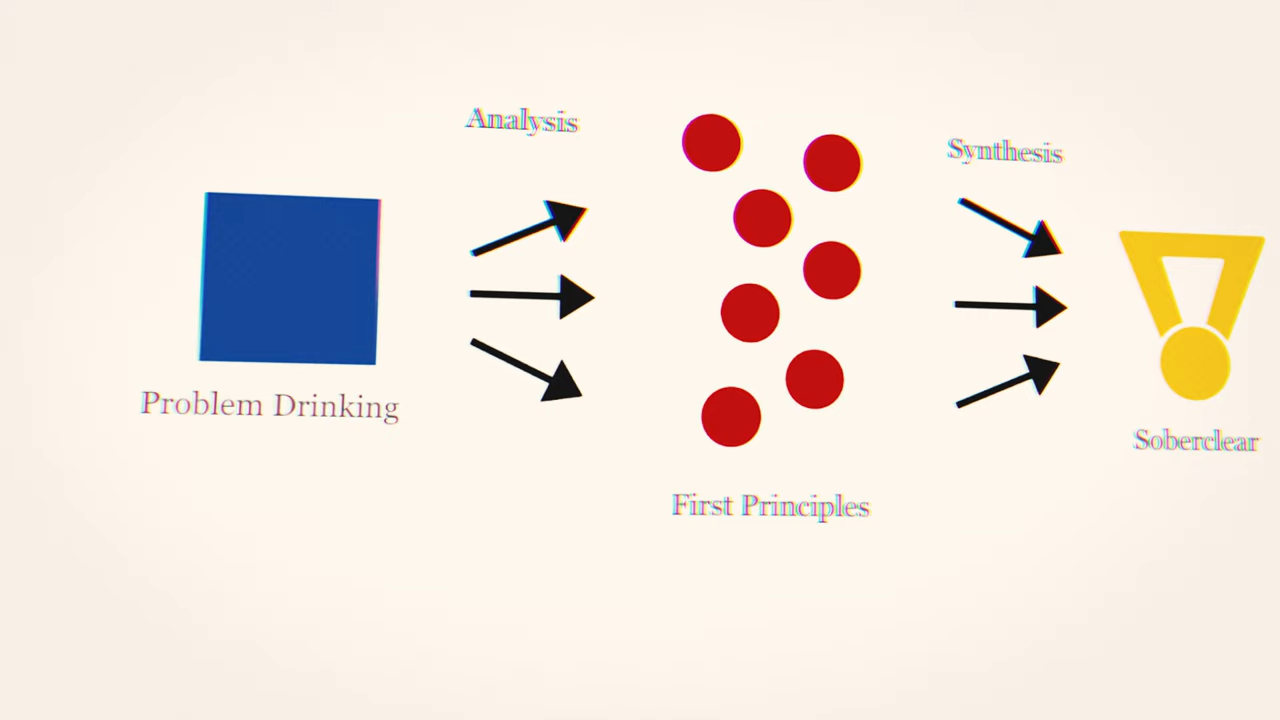 Analysis
Synthesis
Problem Drinking
Soberclear
First Principles